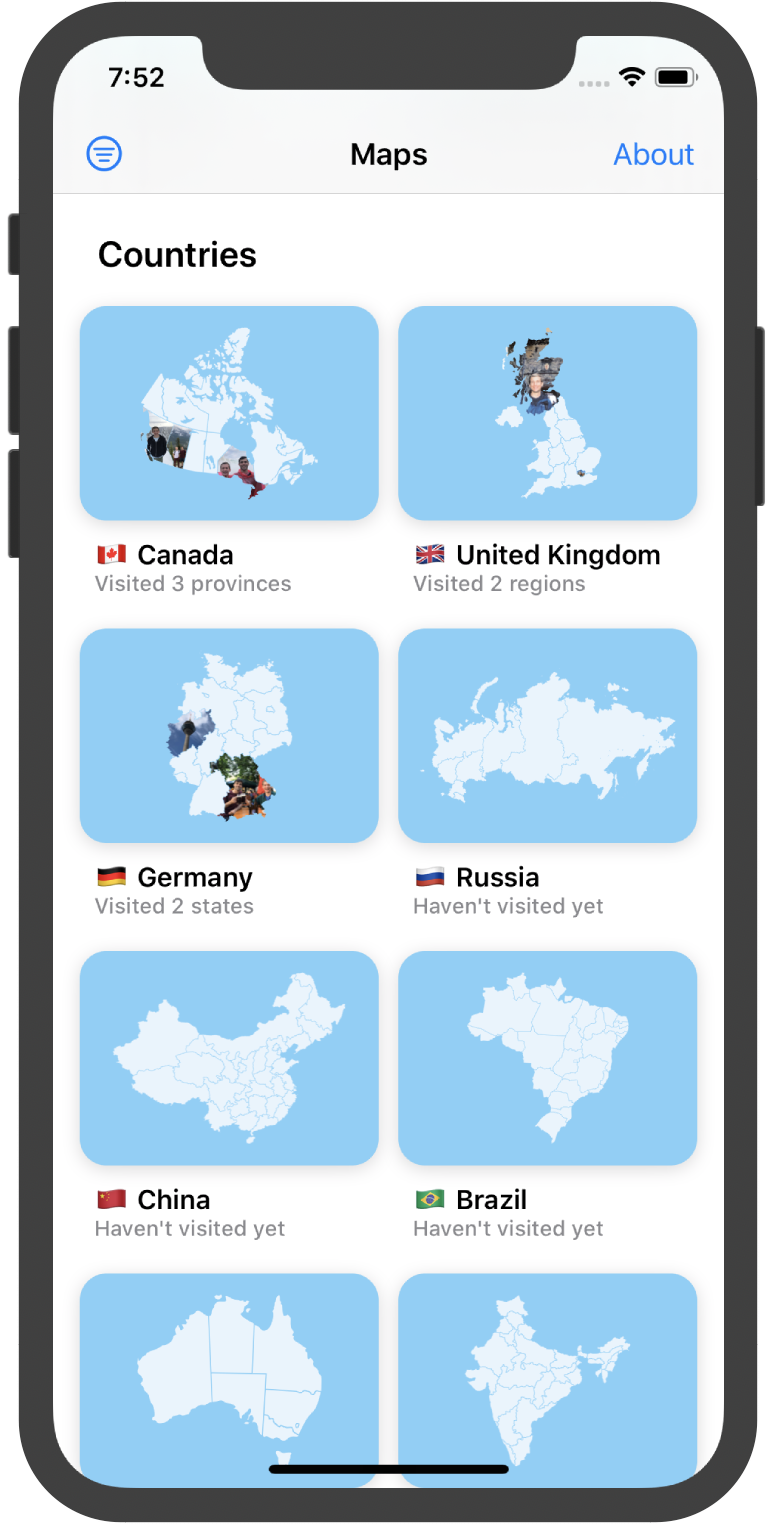 7:52
Maps
About
Countries
🇨🇦 Canada
Visited 3 provinces
🇬🇧 United Kingdom
Visited 2 regions
🇩🇪 Germany
Visited 2 states
🇷🇺 Russia
Haven't visited yet
🇨🇳 China
Haven't visited yet
🇧🇷 Brazil
Haven't visited yet